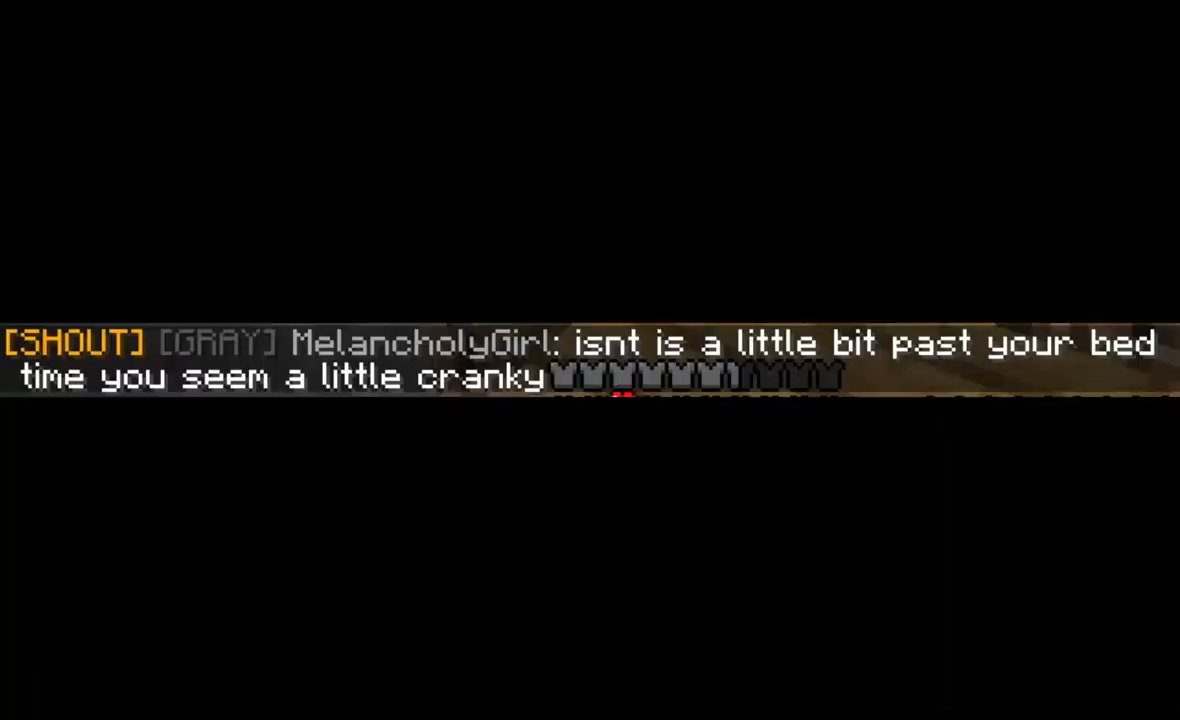 [SHOUT] [GRAY] MelancholyGirl: isnt is a little bit past your bed
time you seem a little cranky